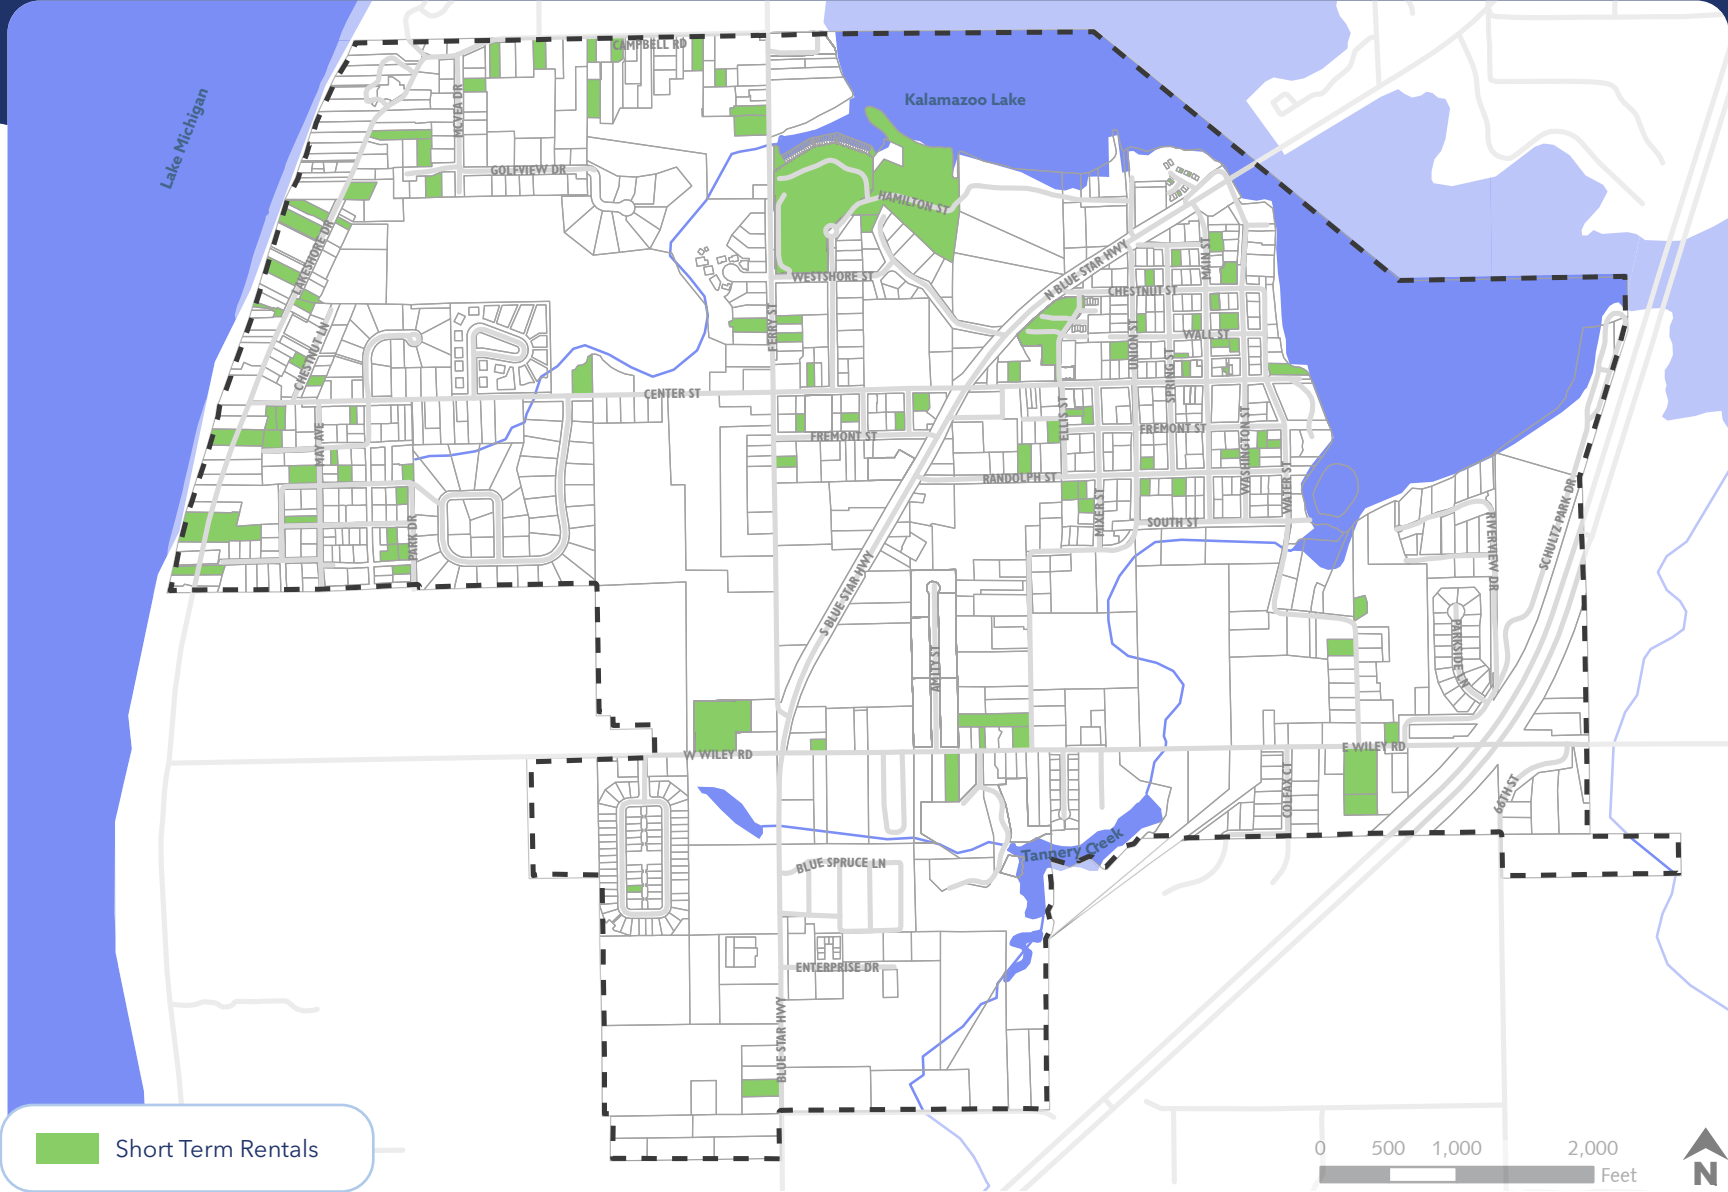 CAMPBELL RD
Kalamazoo Lake
Lake Michigan
MCVEA DR
GOLFVIEW DR
HAMILTON ST
LAKESHORE DR
WESTSHORE ST
N BLUE STAR HWY
MAIN ST
CHESTNUT ST
FERRY ST
CHESTNUT LN
UNION ST
WALL ST
SPRING ST
CENTER ST
MAY AVE
FREMONT ST
ELLIS ST
FREMONT ST
WASHINGTON ST
RANDOLPH ST
WATER ST
MIXER ST
SOUTH ST
PARK DR
RIVERVIEW DR
SCHULTZ PARK DR
S BLUE STAR HWY
AMITY ST
PARKSIDE LN
W WILEY RD
E WILEY RD
COLFAX CT
66TH ST
Tannery Creek
BLUE SPRUCE LN
ENTERPRISE DR
BLUE STAR HWY
Short Term Rentals
0 500 1,000 2,000
Feet
N